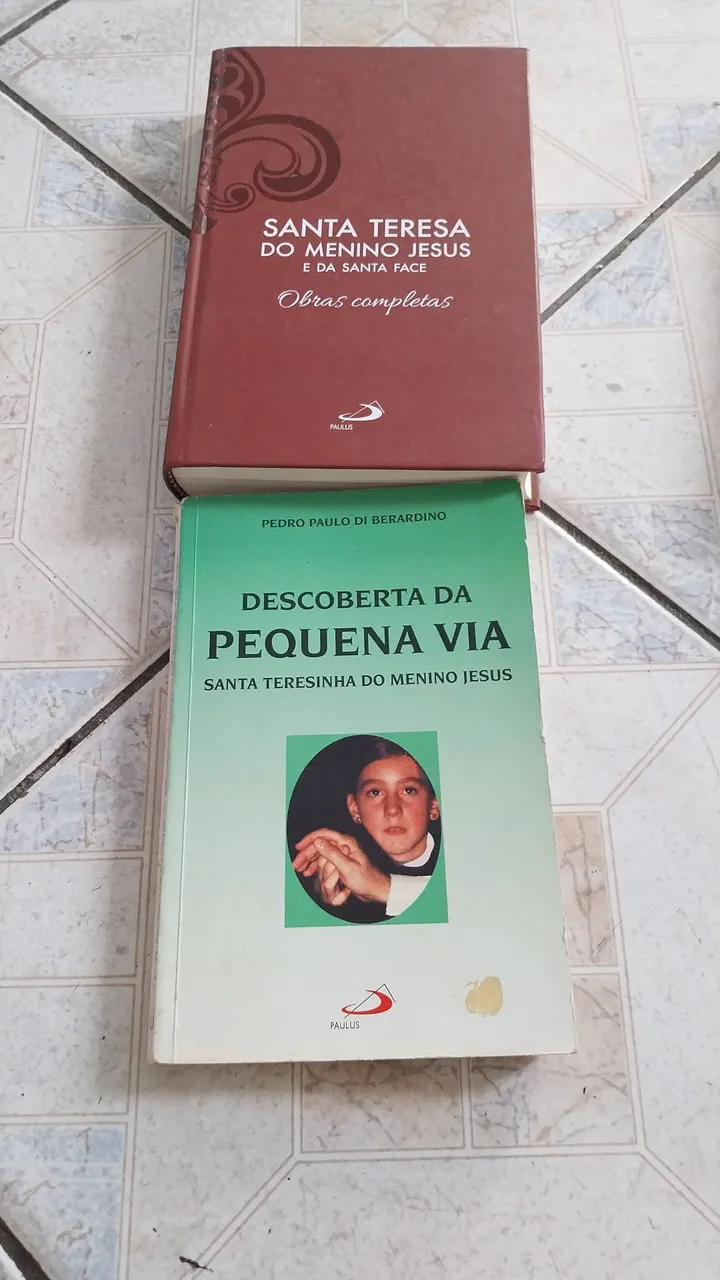 SANTA TERESA
DO MENINO JESUS
E DA SANTA FACE
Obras completas
PAULUS
PEDRO PAULO DI BERARDINO
DESCOBERTA DA
PEQUENA VIA
SANTA TERESINHA DO MENINO JESUS
PAULUS